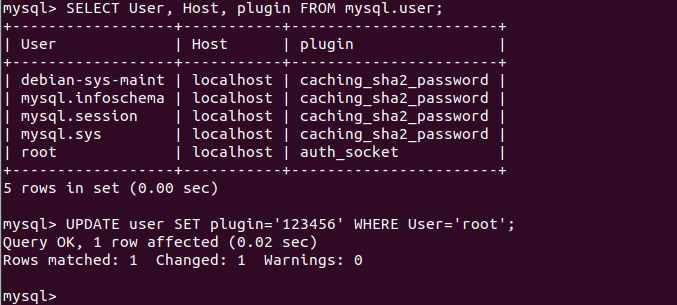 mysql> SELECT User, Host, plugin FROM mysql.user;
+------------------+-----------+-----------------------+
| User             | Host      | plugin                |
+------------------+-----------+-----------------------+
| debian-sys-maint | localhost | caching_sha2_password |
| mysql.infoschema | localhost | caching_sha2_password |
| mysql.session    | localhost | caching_sha2_password |
| mysql.sys        | localhost | caching_sha2_password |
| root             | localhost | auth_socket           |
+------------------+-----------+-----------------------+
5 rows in set (0.00 sec)
mysql> UPDATE user SET plugin='123456' WHERE User='root';
Query OK, 1 row affected (0.02 sec)
Rows matched: 1  Changed: 1  Warnings: 0
mysql>